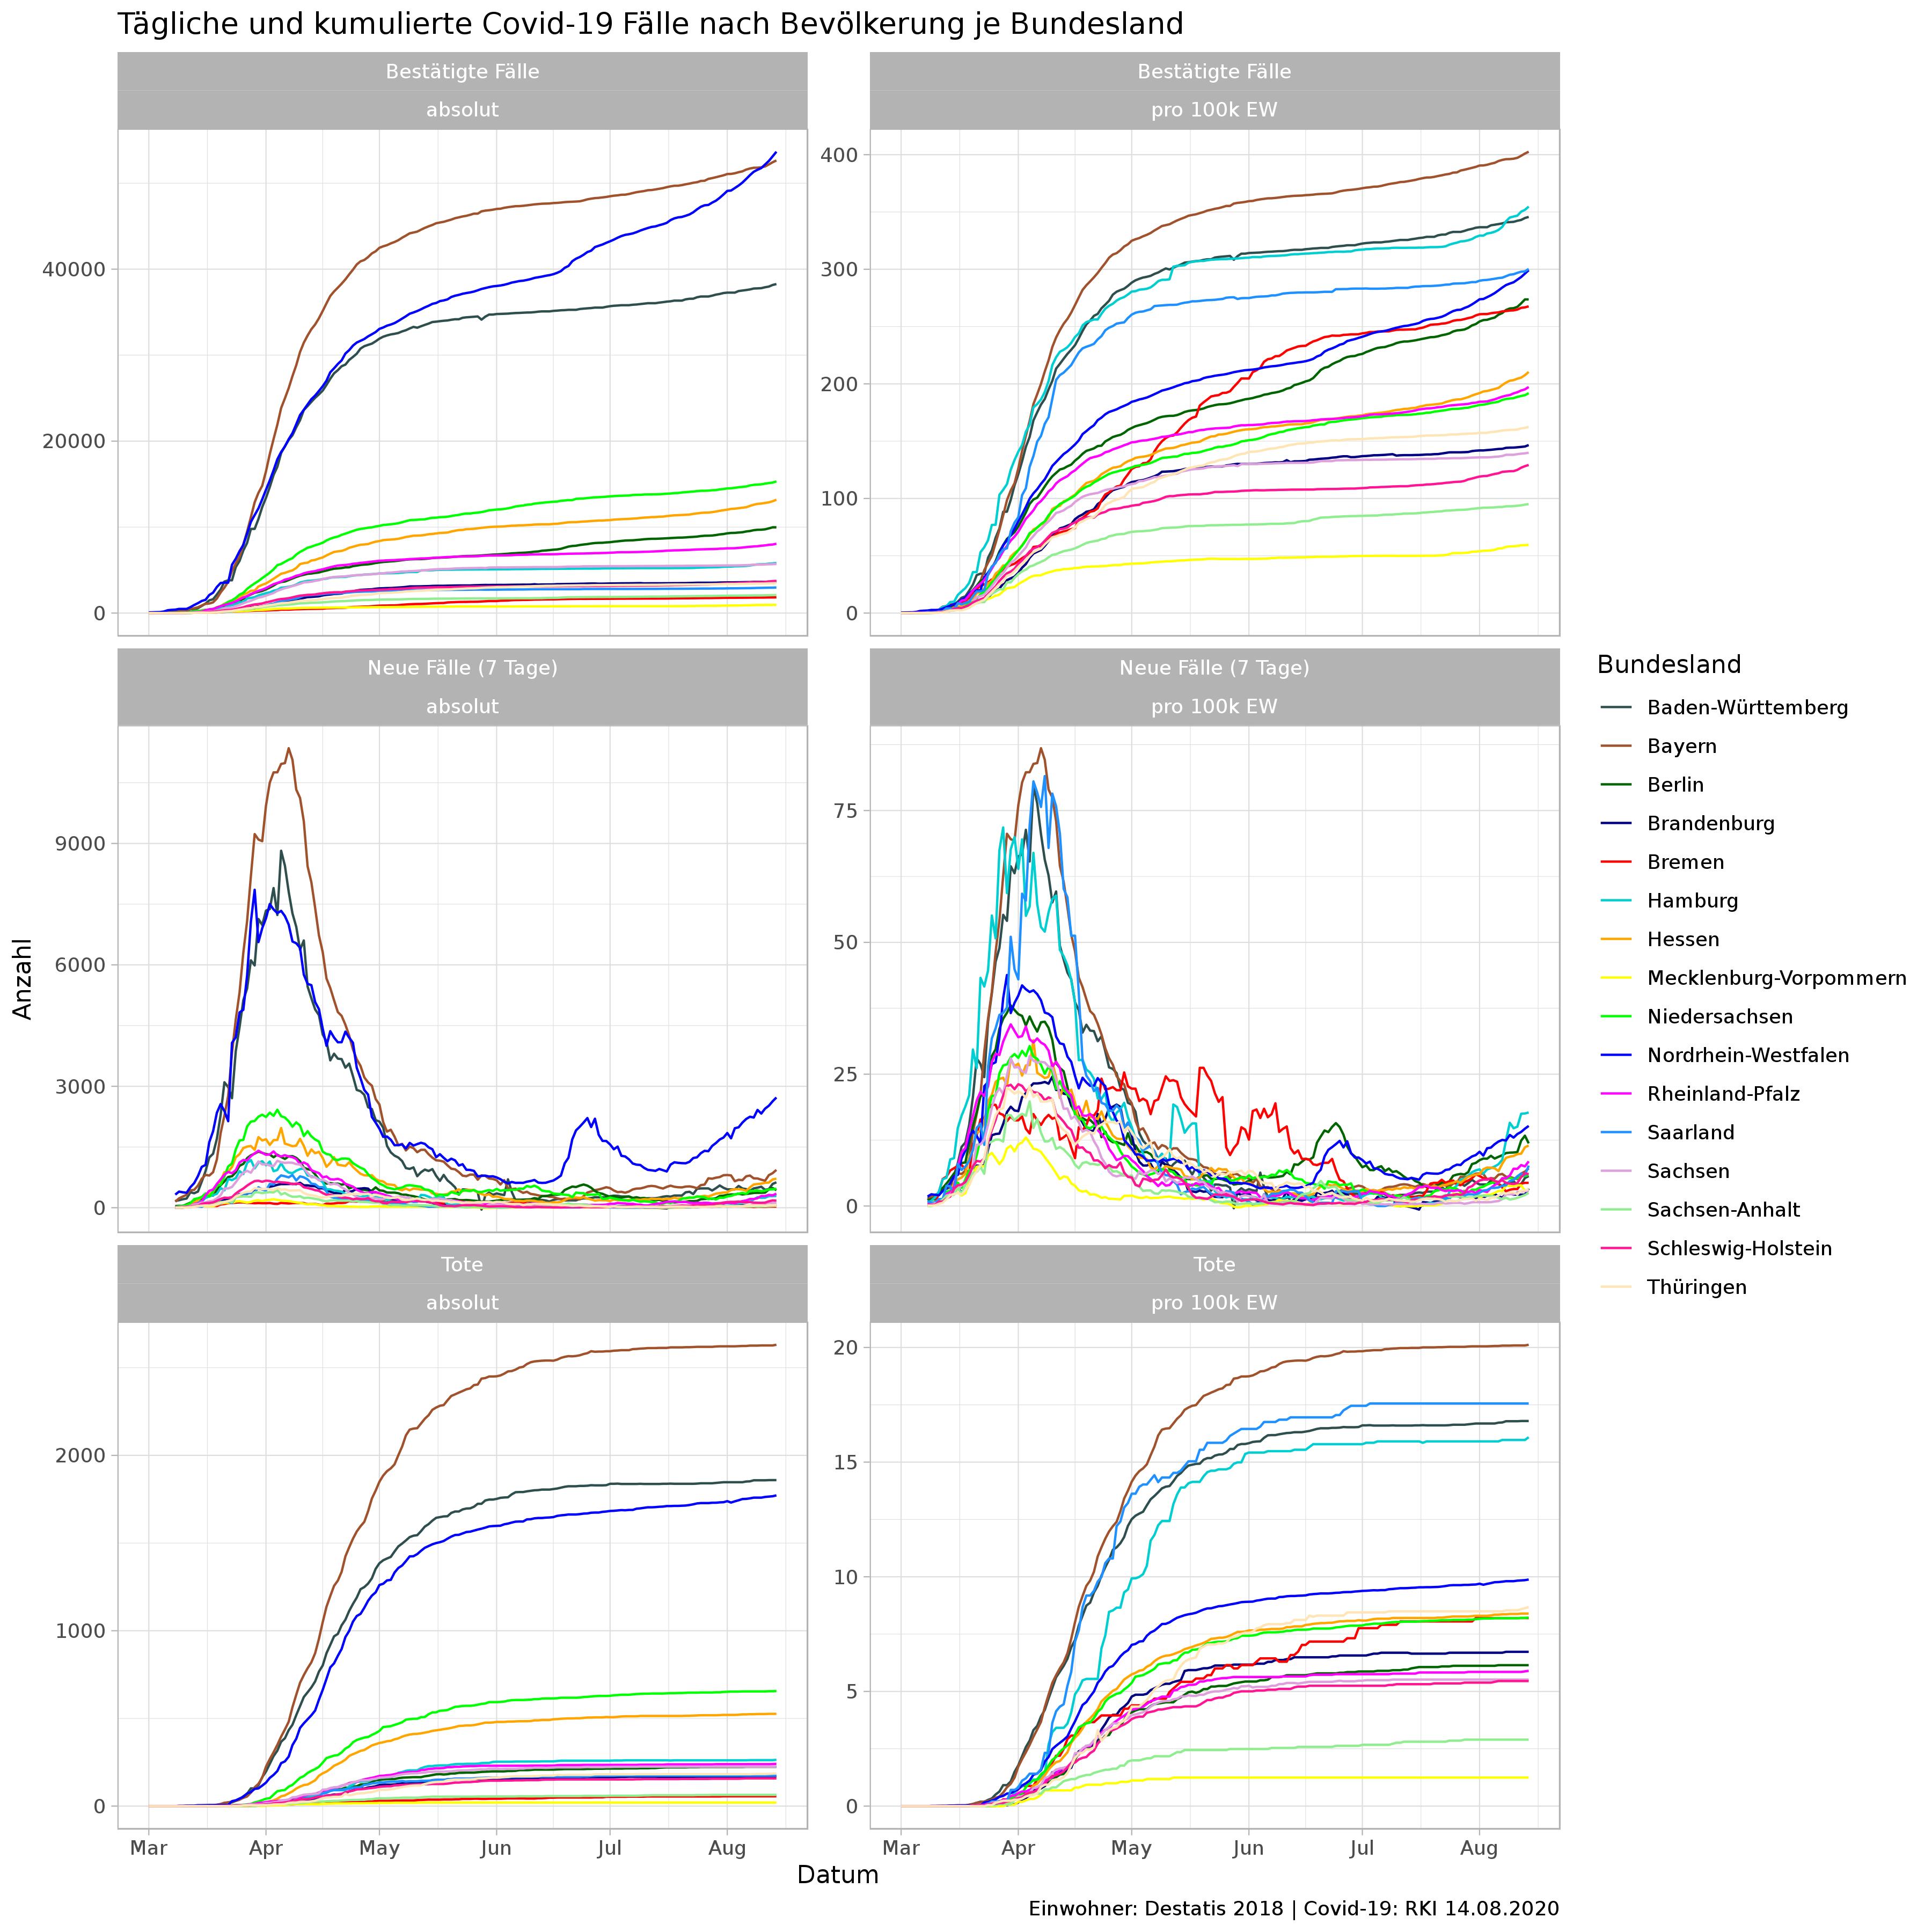 Tägliche und kumulierte Covid-19 Fälle nach Bevölkerung je Bundesland
Bestätigte Fälle
absolut
40000
20000
0
Bestätigte Fälle
pro 100k EW
400
300
200
100
0
Neue Fälle (7 Tage)
absolut
9000
6000
3000
0
Neue Fälle (7 Tage)
pro 100k EW
75
50
25
0
Tote
absolut
2000
1000
0
Mar Apr May Jun Jul Aug
Tote
pro 100k EW
20
15
10
5
0
Mar Apr May Jun Jul Aug
Anzahl
Datum
Bundesland
Baden-Württemberg
Bayern
Berlin
Brandenburg
Bremen
Hamburg
Hessen
Mecklenburg-Vorpommern
Niedersachsen
Nordrhein-Westfalen
Rheinland-Pfalz
Saarland
Sachsen
Sachsen-Anhalt
Schleswig-Holstein
Thüringen
Einwohner: Destatis 2018 | Covid-19: RKI 14.08.2020